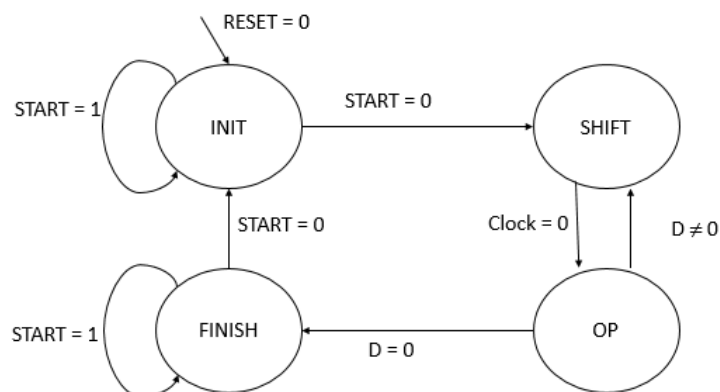 RESET = 0
START = 1
INIT
START = 0
SHIFT
START = 0
Clock = 0
D ≠ 0
START = 1
FINISH
D = 0
OP